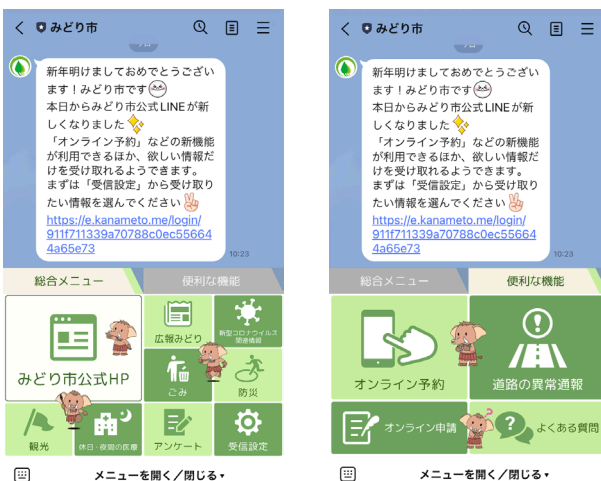 みどり市
新年明けましておめでとうござい
ます！みどり市です
本日からみどり市公式LINEが新
しくなりました
「オンライン予約」などの新機能
が利用できるほか、欲しい情報だ
けを受け取れるようできます。
まずは「受信設定」から受け取り
たい情報を選んでください
https://e.kanameto.me/login/
911f711339a70788c0ec55664
4a65e73
10:23
総合メニュー
便利な機能
みどり市公式HP
広報みどり
新型コロナウイルス
関連情報
ごみ
防災
観光
休日・夜間の医療
アンケート
受信設定
メニューを開く／閉じる▾
みどり市
新年明けましておめでとうござい
ます！みどり市です
本日からみどり市公式LINEが新
しくなりました
「オンライン予約」などの新機能
が利用できるほか、欲しい情報だ
けを受け取れるようできます。
まずは「受信設定」から受け取り
たい情報を選んでください
https://e.kanameto.me/login/
911f711339a70788c0ec55664
4a65e73
10:23
総合メニュー
便利な機能
オンライン予約
道路の異常通報
オンライン申請
よくある質問
メニューを開く／閉じる▾